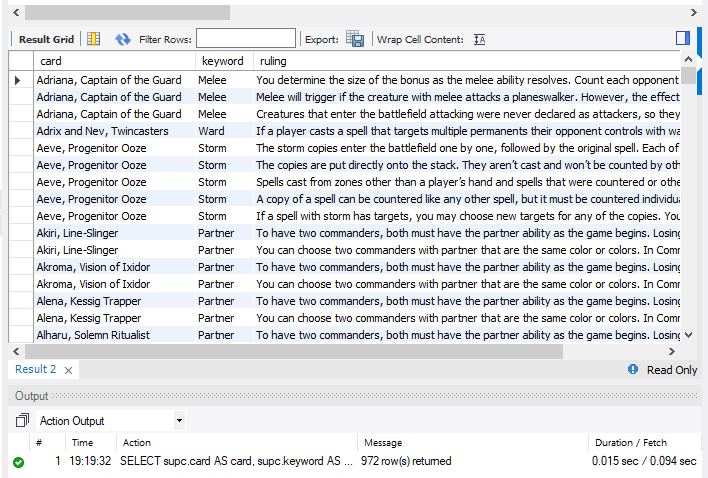 Result Grid Filter Rows: Export: Wrap Cell Content: IA
card keyword ruling
Adriana, Captain of the Guard Melee You determine the size of the bonus as the melee ability resolves. Count each opponent
Adriana, Captain of the Guard Melee Melee will trigger if the creature with melee attacks a planeswalker. However, the effect
Adriana, Captain of the Guard Melee Creatures that enter the battlefield attacking were never declared as attackers, so they
Adrix and Nev, Twincasters Ward If a player casts a spell that targets multiple permanents their opponent controls with wa
Aeve, Progenitor Ooze Storm The storm copies enter the battlefield one by one, followed by the original spell. Each of
Aeve, Progenitor Ooze Storm The copies are put directly onto the stack. They aren't cast and won't be counted by oth
Aeve, Progenitor Ooze Storm Spells cast from zones other than a player's hand and spells that were countered or othe
Aeve, Progenitor Ooze Storm A copy of a spell can be countered like any other spell, but it must be countered individua
Aeve, Progenitor Ooze Storm If a spell with storm has targets, you may choose new targets for any of the copies. You
Akiri, Line-Slinger Partner To have two commanders, both must have the partner ability as the game begins. Losing
Akiri, Line-Slinger Partner You can choose two commanders with partner that are the same color or colors. In Comm
Akroma, Vision of Ixidor Partner To have two commanders, both must have the partner ability as the game begins. Losing
Akroma, Vision of Ixidor Partner You can choose two commanders with partner that are the same color or colors. In Comm
Alena, Kessig Trapper Partner To have two commanders, both must have the partner ability as the game begins. Losing
Alena, Kessig Trapper Partner You can choose two commanders with partner that are the same color or colors. In Comm
Alharu, Solemn Ritualist Partner To have two commanders, both must have the partner ability as the game begins. Losing
Result 2 Read Only
Output
Action Output
# Time Action Message Duration / Fetch
1 19:19:32 SELECT supc.card AS card, supc.keyword AS ... 972 row(s) returned 0.015 sec / 0.094 sec